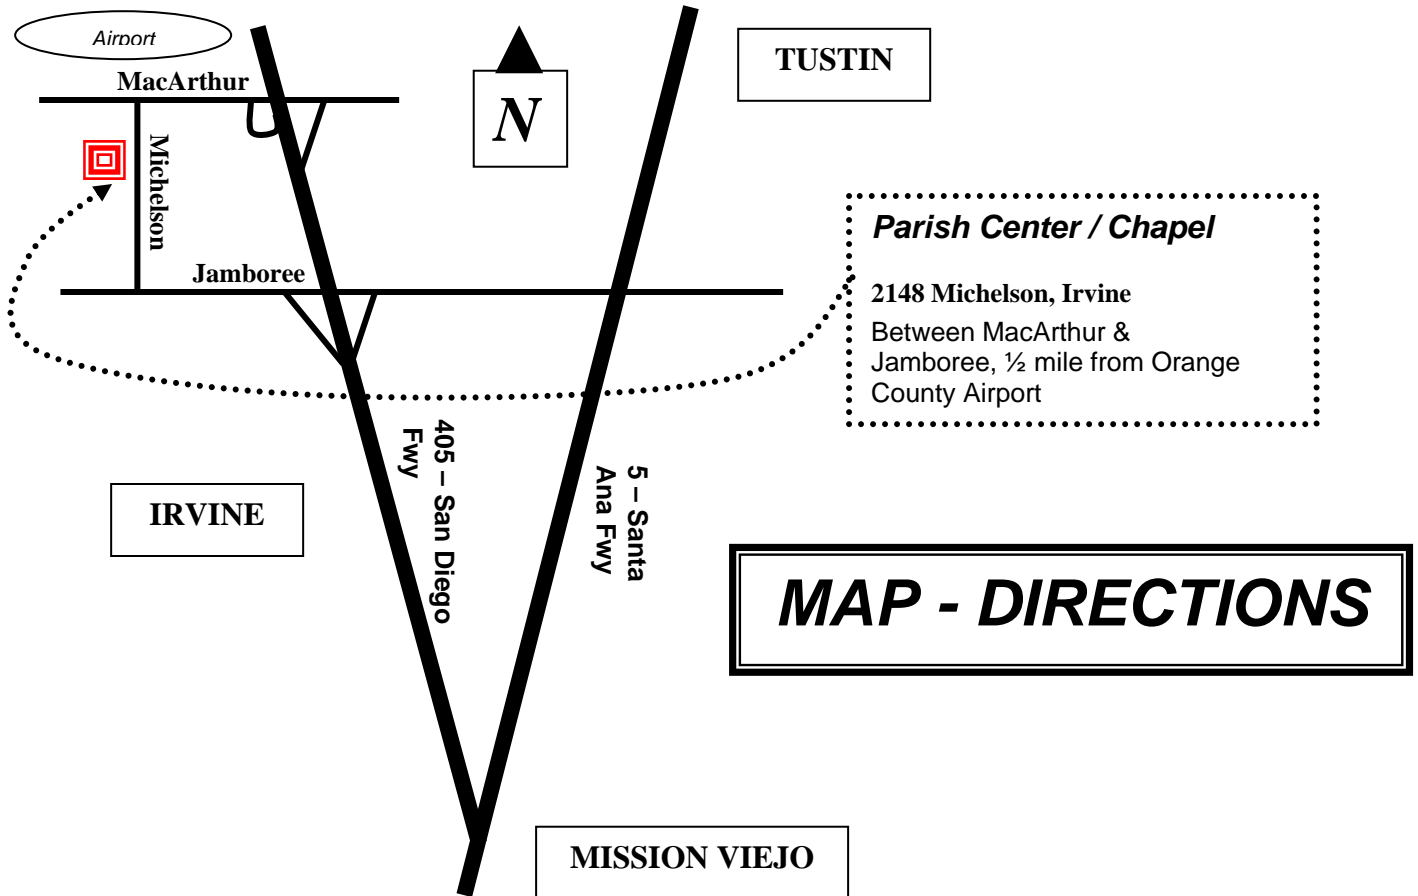 Airport
MacArthur
Michelson
Jamboree
N
TUSTIN
Parish Center / Chapel
2148 Michelson, Irvine
Between MacArthur &
Jamboree, ½ mile from Orange
County Airport
405 – San Diego
Fwy
5 – Santa
Ana Fwy
IRVINE
MAP - DIRECTIONS
MISSION VIEJO